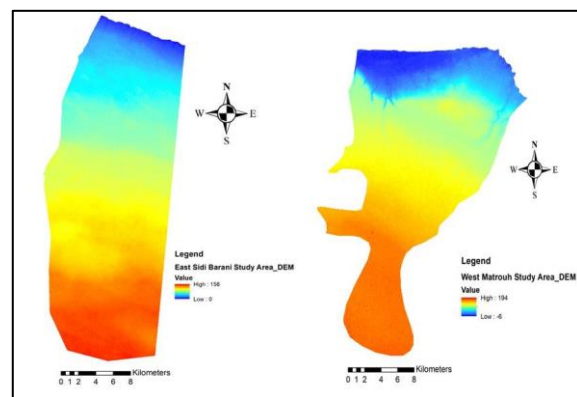 N
W E
S
Legend
East Sidi Barani Study Area_DEM
Value
High : 156
Low : 0
Kilometers
0 1 2 4 6 8
N
W E
S
Legend
West Matrouh Study Area_DEM
Value
High : 194
Low : -6
Kilometers
0 1 2 4 6 8